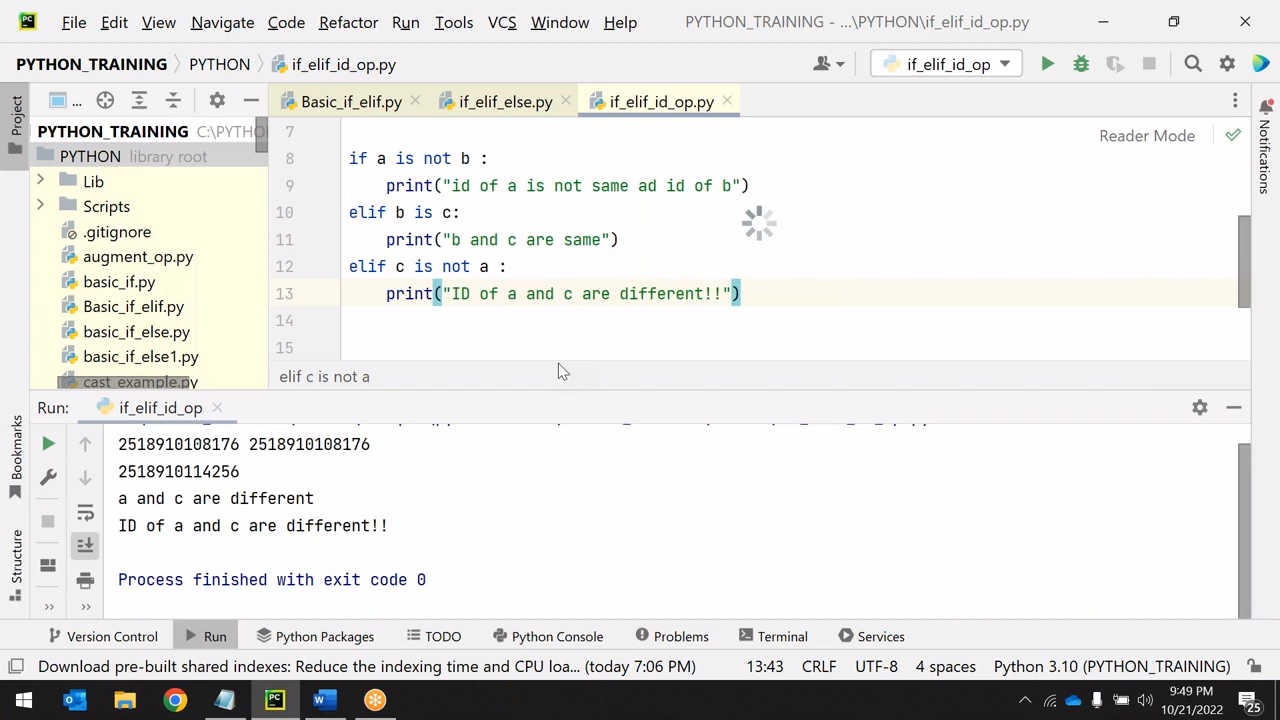 PC File Edit View Navigate Code Refactor Run Tools VCS Window Help PYTHON_TRAINING - ...\PYTHON\if_elif_id_op.py
PYTHON_TRAINING PYTHON if_elif_id_op.py if_elif_id_op
Project
... Basic_if_elif.py if_elif_else.py if_elif_id_op.py
PYTHON_TRAINING C:\PYTHO
PYTHON library root
Lib
Scripts
.gitignore
augment_op.py
basic_if.py
Basic_if_elif.py
basic_if_else.py
basic_if_else1.py
cast_example.py
Reader Mode
Notifications
7
8 if a is not b :
9 print("id of a is not same ad id of b")
10 elif b is c:
11 print("b and c are same")
12 elif c is not a :
13 print("ID of a and c are different!!")
14
15
elif c is not a
Run: if_elif_id_op
Bookmarks
Structure
2518910108176 2518910108176
2518910114256
a and c are different
ID of a and c are different!!
Process finished with exit code 0
Version Control Run Python Packages TODO Python Console Problems Terminal Services
Download pre-built shared indexes: Reduce the indexing time and CPU loa... (today 7:06 PM) 13:43 CRLF UTF-8 4 spaces Python 3.10 (PYTHON_TRAINING)
9:49 PM
10/21/2022
25